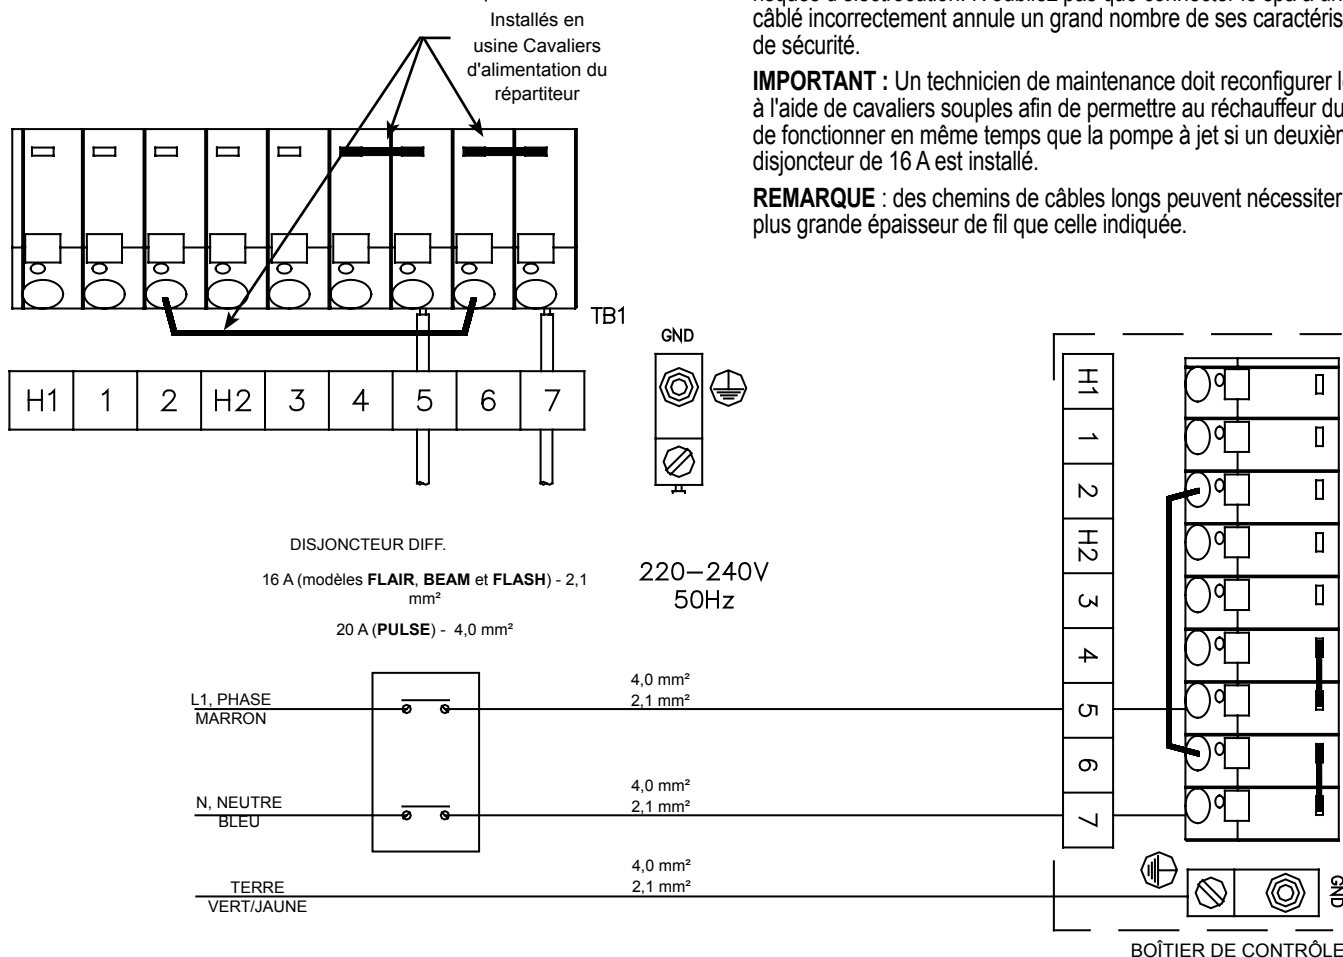 Installés en
usine Cavaliers
d'alimentation du
répartiteur
câblé incorrectement annule un grand nombre de ses
de sécurité.
IMPORTANT : Un technicien de maintenance doit reconfigurer
à l'aide de cavaliers souples afin de permettre au réchauffeur du
de fonctionner en même temps que la pompe à jet si un
disjoncteur de 16 A est installé.
REMARQUE : des chemins de câbles longs peuvent nécessiter
plus grande épaisseur de fil que celle indiquée.
TB1
GND
H1 1 2 H2 3 4 5 6 7
DISJONCTEUR DIFF.
16 A (modèles FLAIR, BEAM et FLASH) - 2,1
mm²
20 A (PULSE) - 4,0 mm²
220–240V
50Hz
L1, PHASE
MARRON
4,0 mm²
2,1 mm²
N, NEUTRE
BLEU
4,0 mm²
2,1 mm²
TERRE
VERT/JAUNE
4,0 mm²
2,1 mm²
H1
1
2
H2
3
4
5
6
7
GND
BOÎTIER DE CONTRÔLE